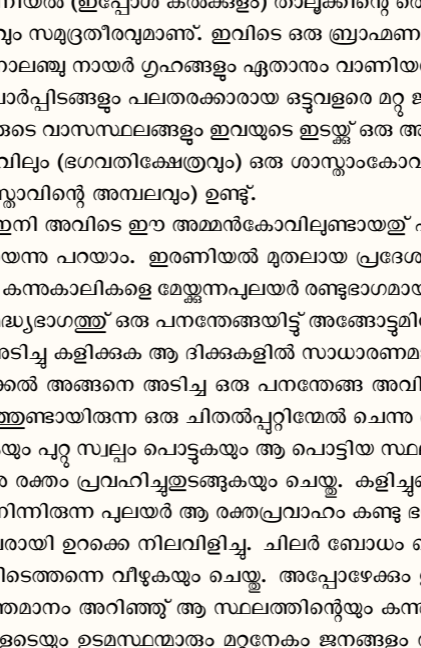 ണിയൽ (ഇപ്പോൾ കൽക്കുളം) താലൂക്കിന്റെ തെ
വും സമുദ്രതീരവുമാണു്. ഇവിടെ ഒരു ബ്രാഹ്മണ
നാലഞ്ചു നായർ ഗൃഹങ്ങളും ഏതാനും വാണിയ
പാർപ്പിടങ്ങളും പലതരക്കാരായ ഒട്ടുവളരെ മറ്റു
രുടെ വാസസ്ഥലങ്ങളും ഇവയുടെ ഇടയ്ക്കു് ഒരു അ
വിലും (ഭഗവതിക്ഷേത്രവും) ഒരു ശാസ്താംകോവ
സ്താവിന്റെ അമ്പലവും) ഉണ്ടു്.
ഇനി അവിടെ ഈ അമ്മൻകോവിലുണ്ടായതു്
യെന്നു പറയാം. ഇരണിയൽ മുതലായ പ്രദേശ
കന്നുകാലികളെ മേയ്ക്കുന്നപുലയർ രണ്ടുഭാഗമായ
മദ്ധ്യഭാഗത്തു് ഒരു പനന്തേങ്ങയിട്ടു് അങ്ങോട്ടുമി
അടിച്ചു കളിക്കുക ആ ദിക്കുകളിൽ സാധാരണമ
ക്കൽ അങ്ങനെ അടിച്ച ഒരു പനന്തേങ്ങ അവി
ത്തുണ്ടായിരുന്ന ഒരു ചിതൽപ്പുറ്റിന്മേൽ ചെന്നു
യും പുറ്റു സ്വല്പം പൊട്ടുകയും ആ പൊട്ടിയ സ്ഥ
രക്തം പ്രവഹിച്ചുതുടങ്ങുകയും ചെയ്തു. കളിച്ചു
നിന്നിരുന്ന പുലയർ ആ രക്തപ്രവാഹം കണ്ടു ഭ
പരായി ഉറക്കെ നിലവിളിച്ചു. ചിലർ ബോധം
ിടെത്തന്നെ വീഴുകയും ചെയ്തു. അപ്പോഴേക്കും
ത്തമാനം അറിഞ്ഞു് ആ സ്ഥലത്തിന്റെയും കന്ന
ളുടെയും ഉടമസ്ഥന്മാരും മറ്റനേകം ജനങ്ങളും